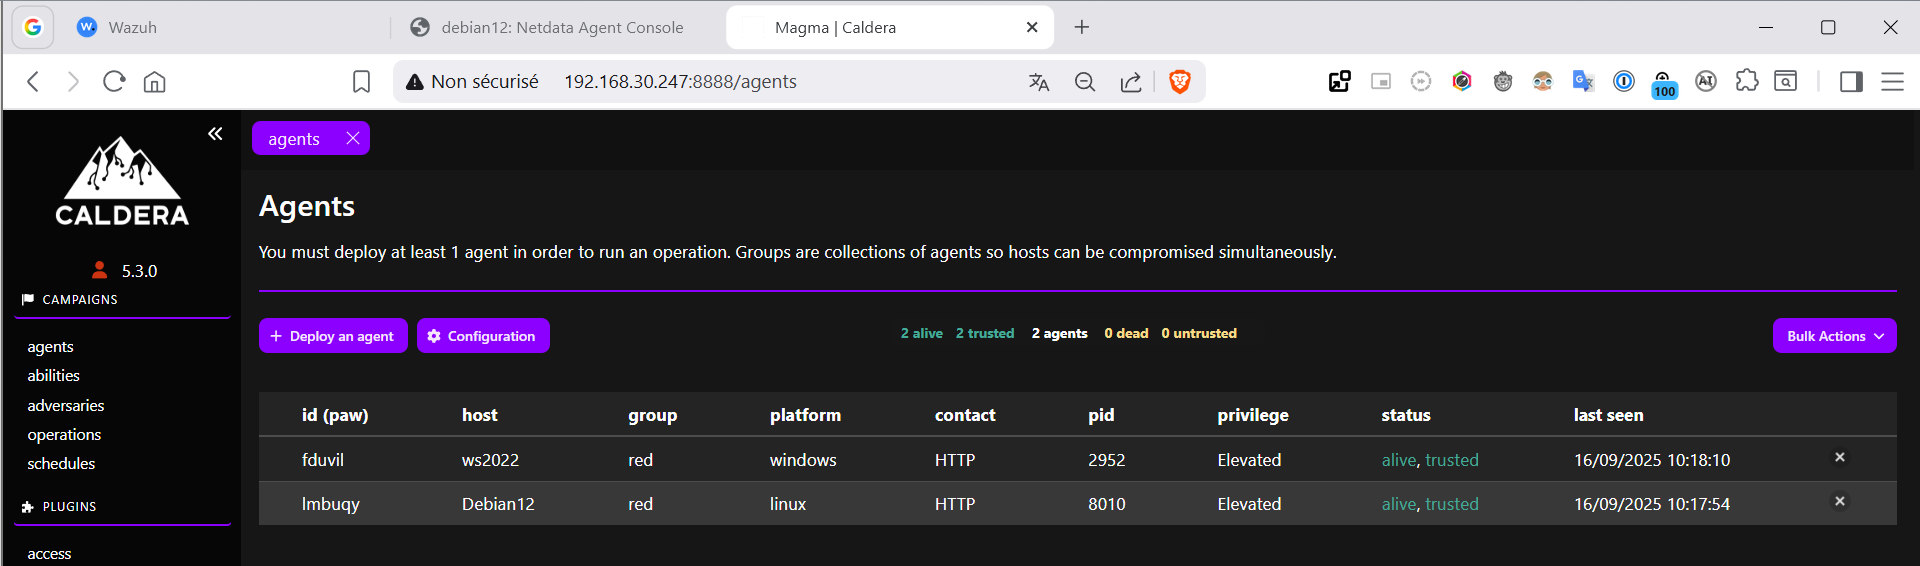 Wazuh
debian12: Netdata Agent Console
Magma | Caldera
Non sécurisé 192.168.30.247:8888/agents
100
CALDERA
5.3.0
CAMPAIGNS
agents
abilities
adversaries
operations
schedules
PLUGINS
access
agents
Agents
You must deploy at least 1 agent in order to run an operation. Groups are collections of agents so hosts can be compromised simultaneously.
+ Deploy an agent Configuration 2 alive 2 trusted 2 agents 0 dead 0 untrusted Bulk Actions
id (paw) host group platform contact pid privilege status last seen
fduvil ws2022 red windows HTTP 2952 Elevated alive, trusted 16/09/2025 10:18:10
lmbuqy Debian12 red linux HTTP 8010 Elevated alive, trusted 16/09/2025 10:17:54